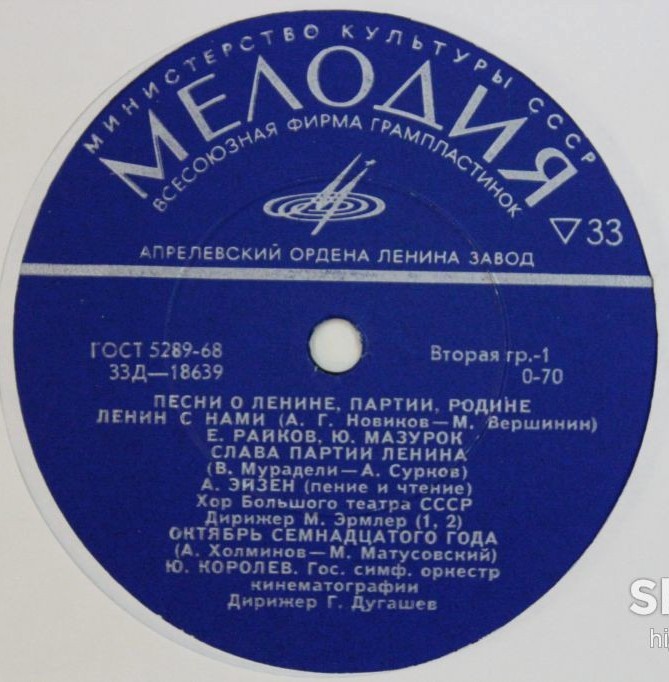 МИНИСТЕРСТВО КУЛЬТУРЫ СССР
МЕЛОДИЯ
ВСЕСОЮЗНАЯ ФИРМА ГРАМПЛАСТИНОК
▽33
АПРЕЛЕВСКИЙ ОРДЕНА ЛЕНИНА ЗАВОД
ГОСТ 5289-68
33Д—18639
Вторая гр.-1
0-70
ПЕСНИ О ЛЕНИНЕ, ПАРТИИ, РОДИНЕ
ЛЕНИН С НАМИ (А. Г. Новиков—М. Вершинин)
Е. РАЙКОВ, Ю. МАЗУРОК
СЛАВА ПАРТИИ ЛЕНИНА
(В. Мурадели—А. Сурков)
А. ЭЙЗЕН (пение и чтение)
Хор Большого театра СССР
Дирижер М. Эрмлер (1, 2)
ОКТЯБРЬ СЕМНАДЦАТОГО ГОДА
(А. Холминов—М. Матусовский)
Ю. КОРОЛЕВ. Гос. симф. оркестр
кинематографии
Дирижер Г. Дугашев